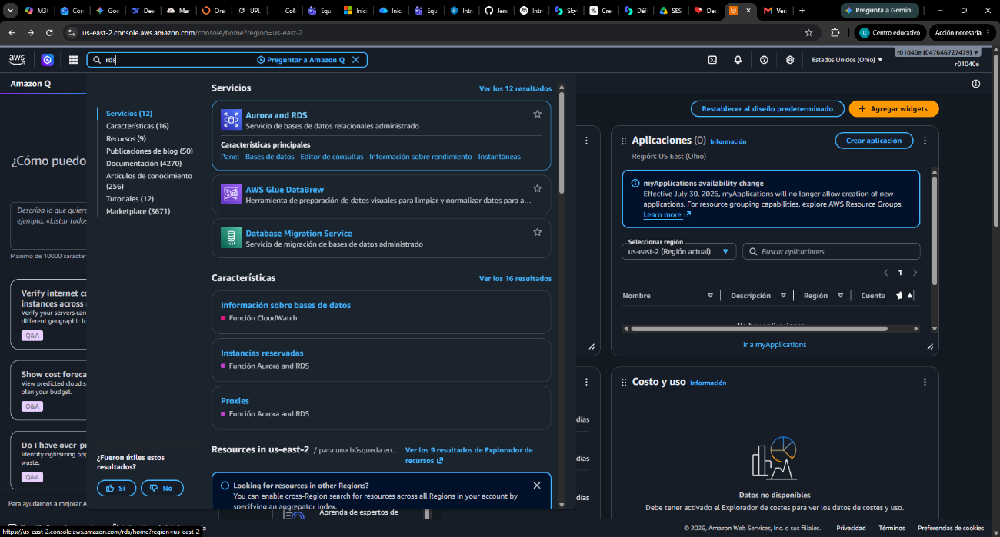 M3(
Cor
Goc
Dee
Mar
Ore
UPL
CoM
Equ
Inic
Inic
Equ
Intr
Jere
Intr
Sky
Cre
Défi
SES
Des
Veri
Pregunta a Gemini
us-east-2.console.aws.amazon.com/console/home?region=us-east-2
C Centro educativo
Acción necesaria
aws
rds
Preguntar a Amazon Q
Estados Unidos (Ohio)
r01040e (047646727479)
r01040e
Amazon Q
¿Cómo puedo
Describa lo que quiere
ejemplo, «Listar todos
Máximo de 10000 caracter
Verify internet co
instances across
Verify your servers can
different geographic lo
Q&A
Show cost foreca
View predicted cloud s
plan your budget.
Q&A
Do I have over-pr
Identify rightsizing opp
waste.
Q&A
Para ayudarnos a mejorar A
Servicios (12)
Características (16)
Recursos (9)
Publicaciones de blog (50)
Documentación (4270)
Artículos de conocimiento
(256)
Tutoriales (12)
Marketplace (3671)
¿Fueron útiles estos
resultados?
Sí
No
Servicios
Ver los 12 resultados
Aurora and RDS
Servicio de bases de datos relacionales administrado
Características principales
Panel Bases de datos Editor de consultas Información sobre rendimiento Instantáneas
AWS Glue DataBrew
Herramienta de preparación de datos visuales para limpiar y normalizar datos para a...
Database Migration Service
Servicio de migración de bases de datos administrado
Características
Ver los 16 resultados
Información sobre bases de datos
Función CloudWatch
Instancias reservadas
Función Aurora and RDS
Proxies
Función Aurora and RDS
Resources in us-east-2 / para una búsqueda en...
Ver los 9 resultados de Explorador de
recursos
Looking for resources in other Regions?
You can enable cross-Region search for resources across all Regions in your account by
specifying an aggregator index.
Aprenda de expertos de
Restablecer al diseño predeterminado
Agregar widgets
Aplicaciones (0) Información
Crear aplicación
Región: US East (Ohio)
myApplications availability change
Effective July 30, 2026, myApplications will no longer allow creation of new
applications. For resource grouping capabilities, explore AWS Resource Groups.
Learn more
Seleccionar región
us-east-2 (Región actual)
Buscar aplicaciones
1
Nombre
Descripción
Región
Cuenta
Ir a myApplications
Costo y uso Información
días
días
días
Datos no disponibles
Debe tener activado el Explorador de costes para ver los datos de costes y uso.
https://us-east-2.console.aws.amazon.com/rds/home?region=us-east-2
© 2026, Amazon Web Services, Inc. o sus filiales.
Privacidad
Términos
Preferencias de cookies